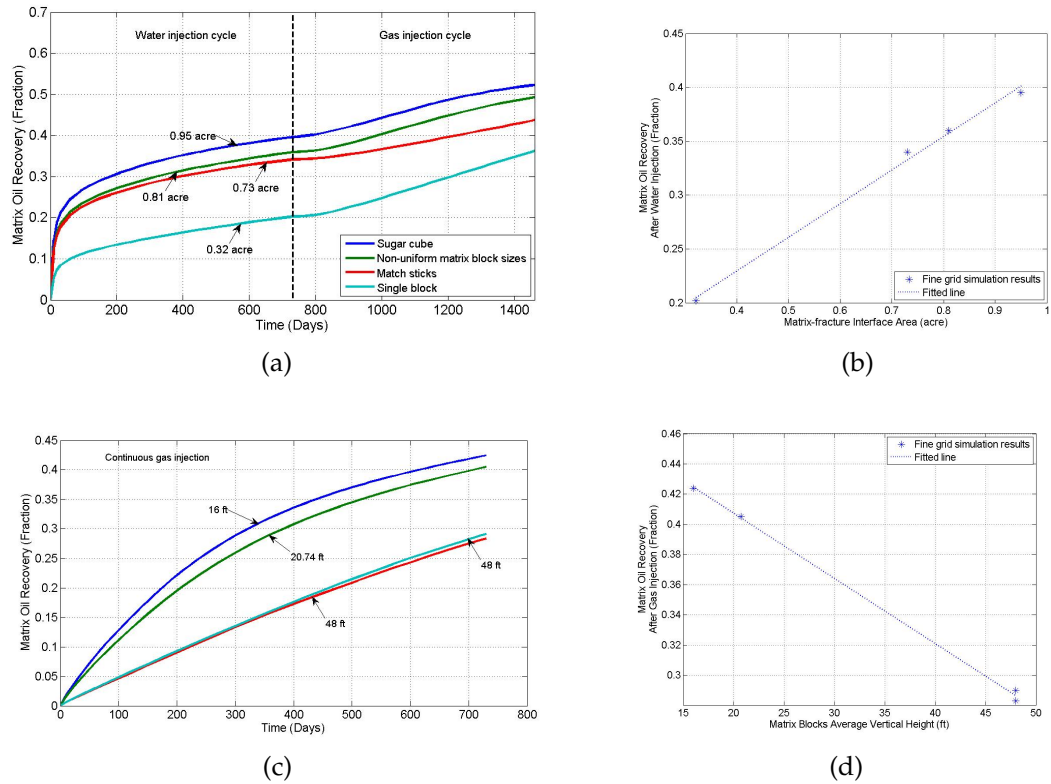 0.7
0.6
0.5
0.4
0.3
0.2
0.1
0
Matrix Oil Recovery (Fraction)
Water injection cycle
Gas injection cycle
0.95 acre
0.81 acre
0.73 acre
0.32 acre
Sugar cube
Non-uniform matrix block sizes
Match sticks
Single block
0 200 400 600 800 1000 1200 1400
Time (Days)
(a)
0.45
0.4
0.35
0.3
0.25
0.2
Matrix Oil Recovery
After Water Injection (Fraction)
Fine grid simulation results
Fitted line
0.4 0.5 0.6 0.7 0.8 0.9 1
Matrix-fracture Interface Area (acre)
(b)
0.45
0.4
0.35
0.3
0.25
0.2
0.15
0.1
0.05
0
Matrix Oil Recovery (Fraction)
Continuous gas injection
16 ft
20.74 ft
48 ft
48 ft
0 100 200 300 400 500 600 700 800
Time (Days)
(c)
0.46
0.44
0.42
0.4
0.38
0.36
0.34
0.32
0.3
Matrix Oil Recovery
After Gas Injection (Fraction)
Fine grid simulation results
Fitted line
15 20 25 30 35 40 45 50
Matrix Blocks Average Vertical Height (ft)
(d)